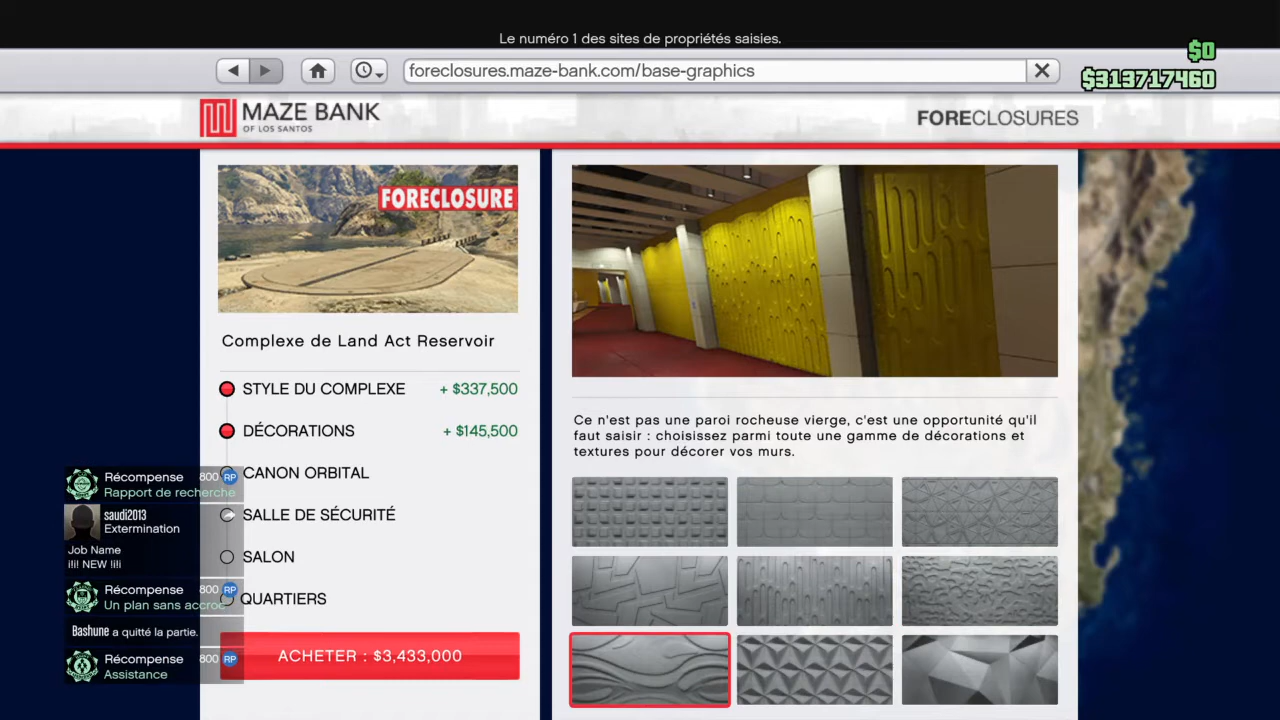 Le numéro 1 des sites de propriétés saisies.
$0
foreclosures.maze-bank.com/base-graphics
$313717460
MAZE BANK
OF LOS SANTOS
FORECLOSURES
FORECLOSURE
Complexe de Land Act Reservoir
STYLE DU COMPLEXE + $337,500
DÉCORATIONS + $145,500
CANON ORBITAL
SALLE DE SÉCURITÉ
SALON
QUARTIERS
ACHETER : $3,433,000
Ce n'est pas une paroi rocheuse vierge, c'est une opportunité qu'il
faut saisir : choisissez parmi toute une gamme de décorations et
textures pour décorer vos murs.
Récompense 800 RP
Rapport de recherche
saudi2013
Extermination
Job Name
i!i! NEW !i!i
Récompense 800 RP
Un plan sans accroc
Bashune a quitté la partie.
Récompense 800 RP
Assistance